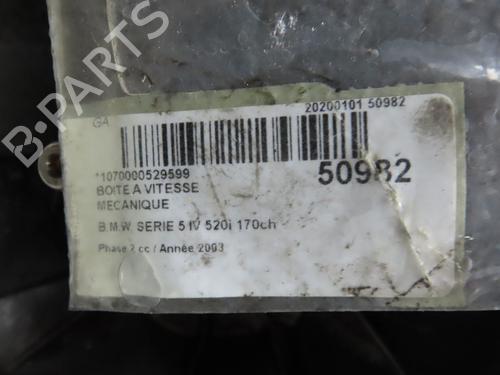 GA
20200101 50982
*1070000529599
50982
BOITE A VITESSE
MECANIQUE
B.M.W. SERIE 5 IV 520i 170ch
Phase 2 cc / Année 2003
B-PARTS